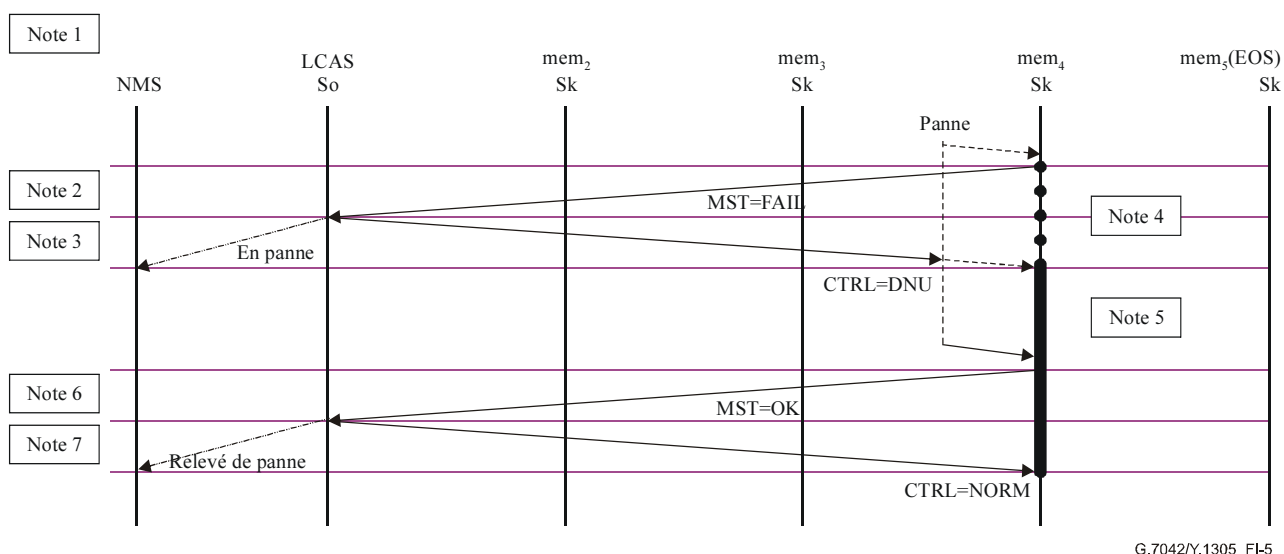 Note 1
LCAS
mem₂
mem₃
mem₄
mem₅(EOS)
NMS
So
Sk
Sk
Sk
Sk
Panne
Note 2
MST=FAIL
Note 4
Note 3
En panne
CTRL=DNU
Note 5
Note 6
MST=OK
Note 7
Relevé de panne
CTRL=NORM
G.7042/Y.1305_FI-5